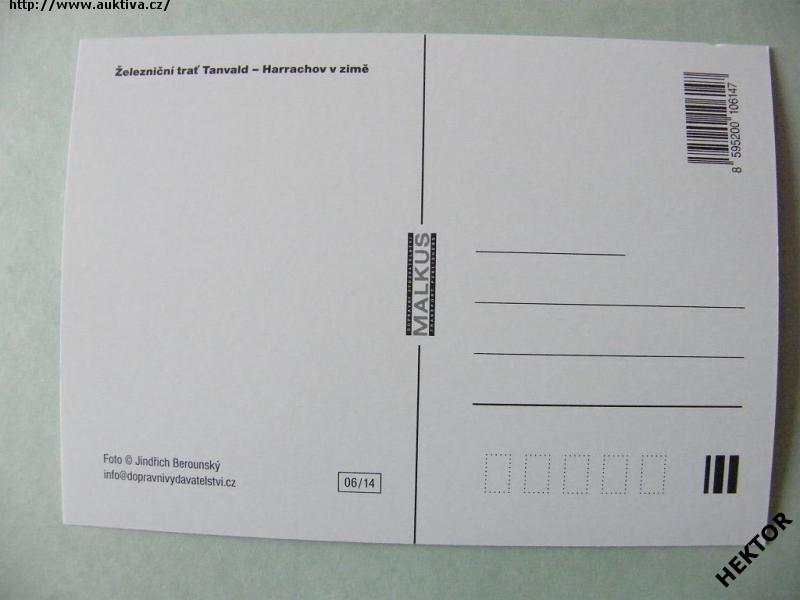 http://www.auktiva.cz/
Železniční trať Tanvald – Harrachov v zimě
8 595200 106147
MALKUS
Foto © Jindřich Berounský
info@dopravnivydavatelstvi.cz
06/14
HEKTOR